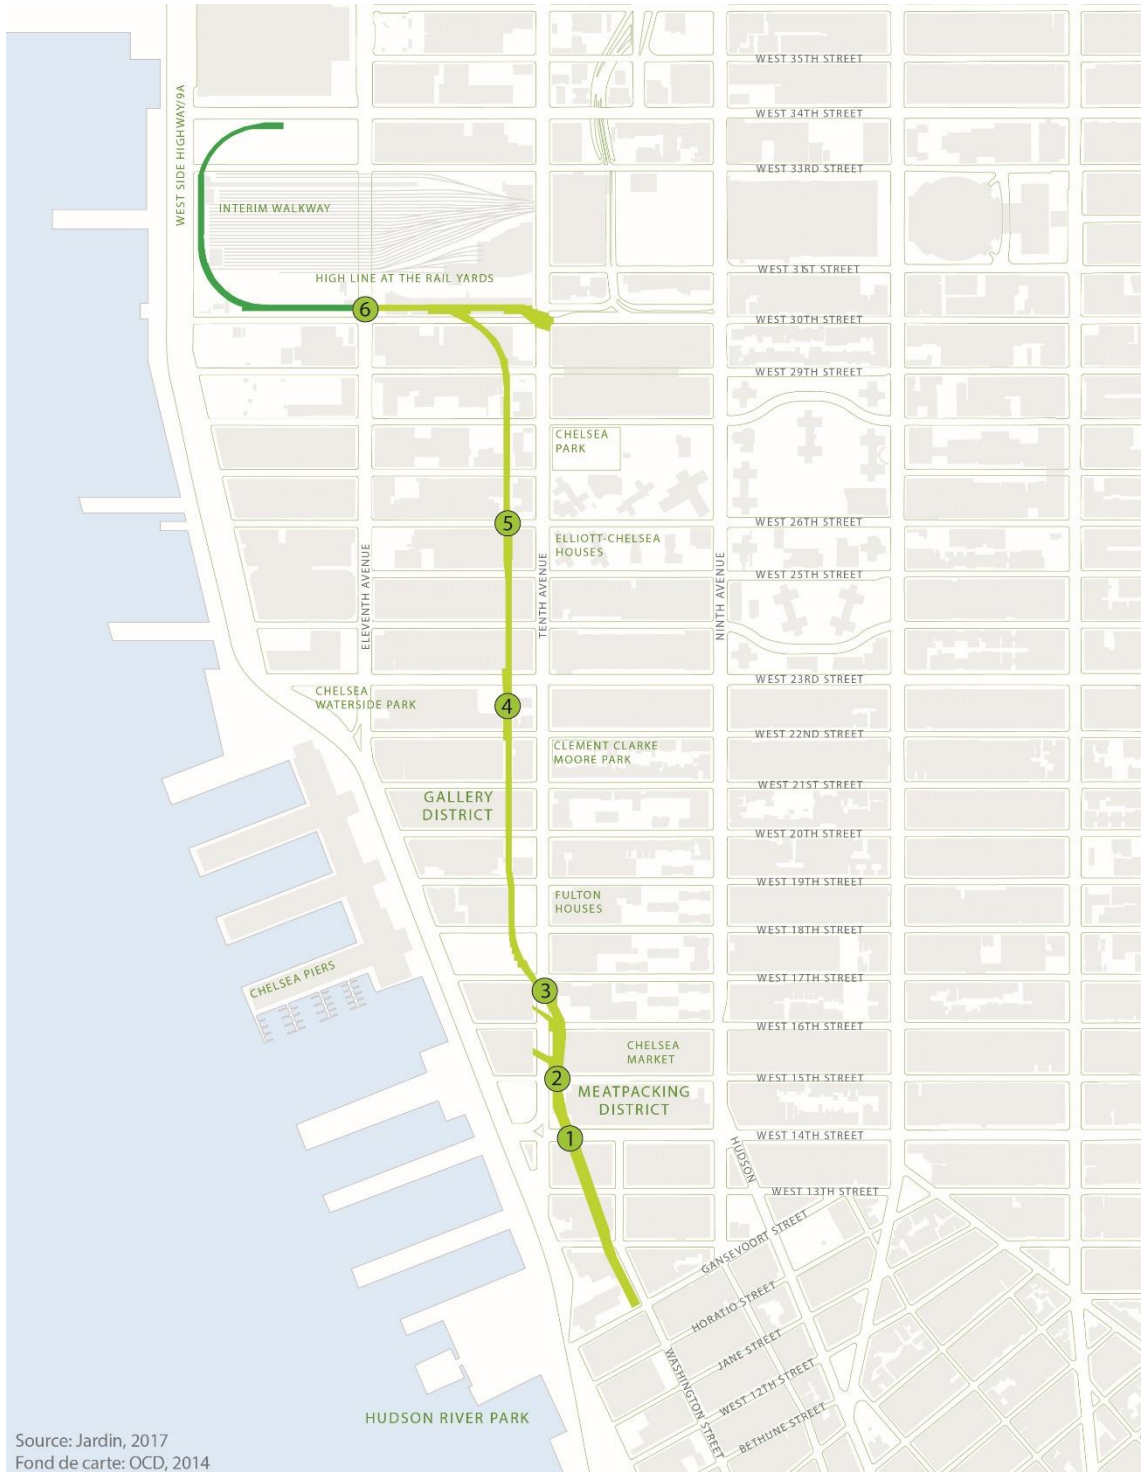 WEST 35TH STREET
WEST SIDE HIGHWAY/9A
WEST 34TH STREET
WEST 33RD STREET
INTERIM WALKWAY
WEST 31ST STREET
HIGH LINE AT THE RAIL YARDS
6
WEST 30TH STREET
WEST 29TH STREET
CHELSEA
PARK
5
WEST 26TH STREET
ELLIOTT-CHELSEA
HOUSES
ELEVENTH AVENUE
TENTH AVENUE
NINTH AVENUE
WEST 25TH STREET
WEST 23RD STREET
CHELSEA
WATERSIDE PARK
4
WEST 22ND STREET
CLEMENT CLARKE
MOORE PARK
WEST 21ST STREET
GALLERY
DISTRICT
WEST 20TH STREET
WEST 19TH STREET
FULTON
HOUSES
WEST 18TH STREET
CHELSEA PIERS
WEST 17TH STREET
3
WEST 16TH STREET
CHELSEA
MARKET
2
WEST 15TH STREET
MEATPACKING
DISTRICT
1
WEST 14TH STREET
HUDSON
WEST 13TH STREET
GANSEVOORT STREET
HORATIO STREET
JANE STREET
WASHINGTON STREET
WEST 12TH STREET
BETHUNE STREET
HUDSON RIVER PARK
Source: Jardin, 2017
Fond de carte: OCD, 2014